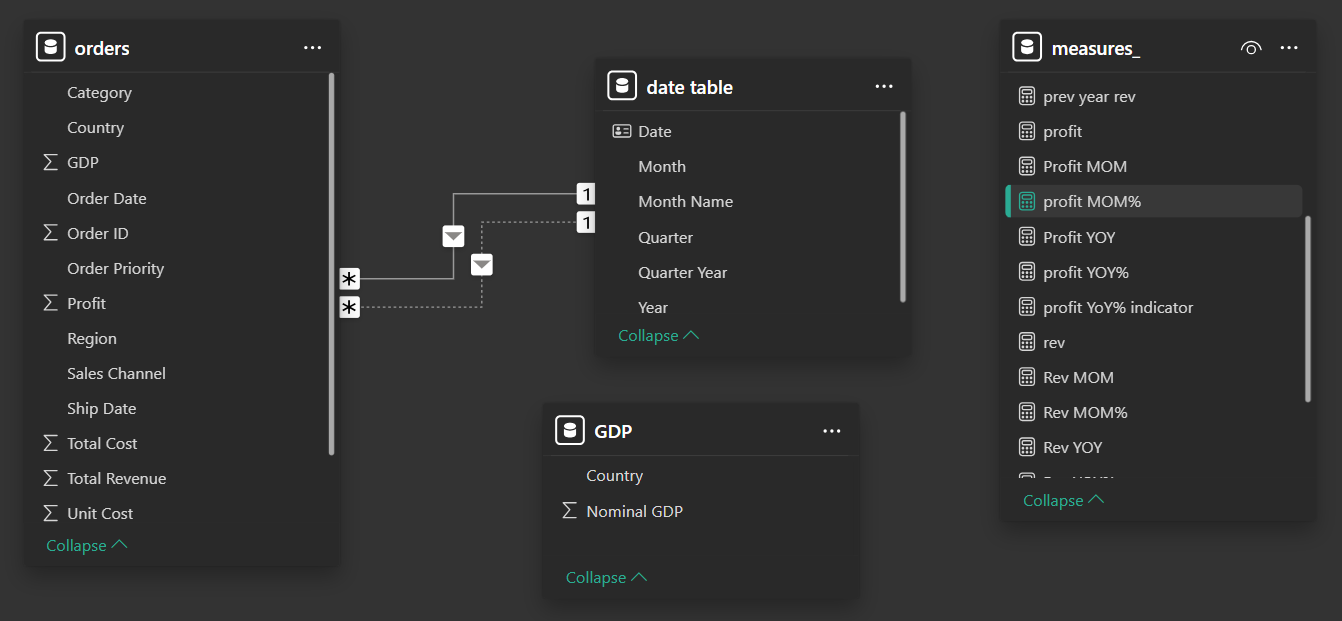 orders
Category
Country
GDP
Order Date
Order ID
Order Priority
Profit
Region
Sales Channel
Ship Date
Total Cost
Total Revenue
Unit Cost
Collapse
*
*
1
1
date table
Date
Month
Month Name
Quarter
Quarter Year
Year
Collapse
GDP
Country
Nominal GDP
Collapse
measures_
prev year rev
profit
Profit MOM
profit MOM%
Profit YOY
profit YOY%
profit YoY% indicator
rev
Rev MOM
Rev MOM%
Rev YOY
Collapse